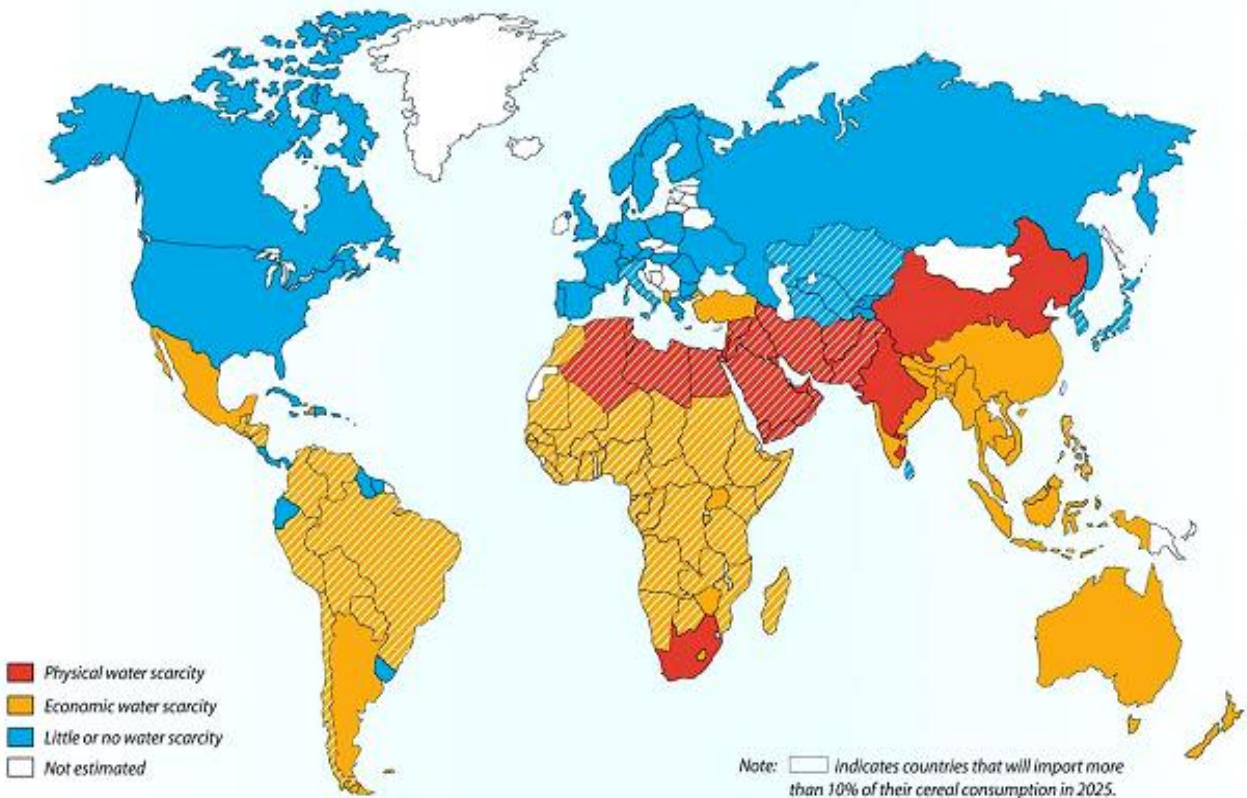 Physical water scarcity
Economic water scarcity
Little or no water scarcity
Not estimated
Note: indicates countries that will import more
than 10% of their cereal consumption in 2025.